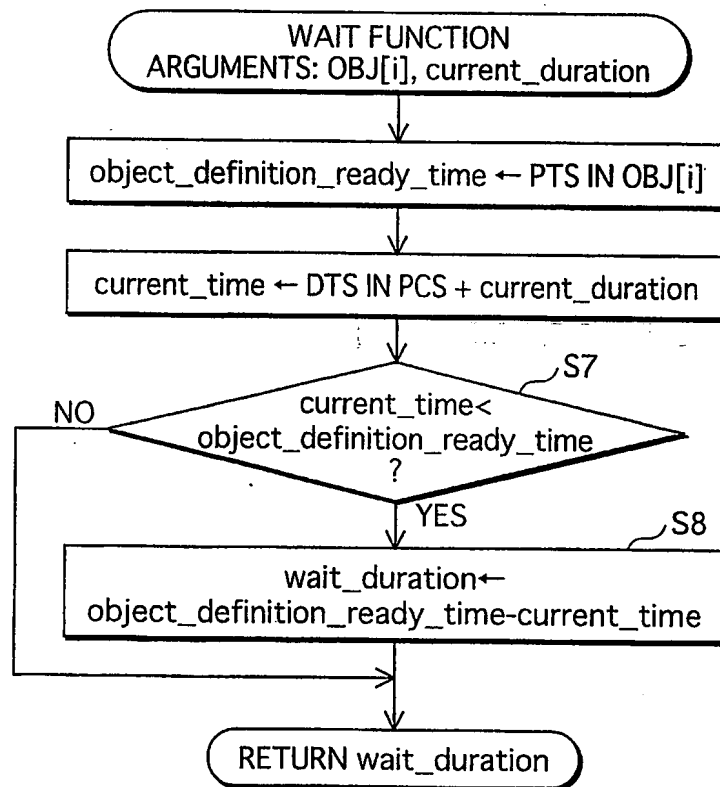 WAIT FUNCTION
ARGUMENTS: OBJ[i], current_duration
object_definition_ready_time ← PTS IN OBJ[i]
current_time ← DTS IN PCS + current_duration
S7
NO
current_time<
object_definition_ready_time
?
YES
S8
wait_duration←
object_definition_ready_time-current_time
RETURN wait_duration